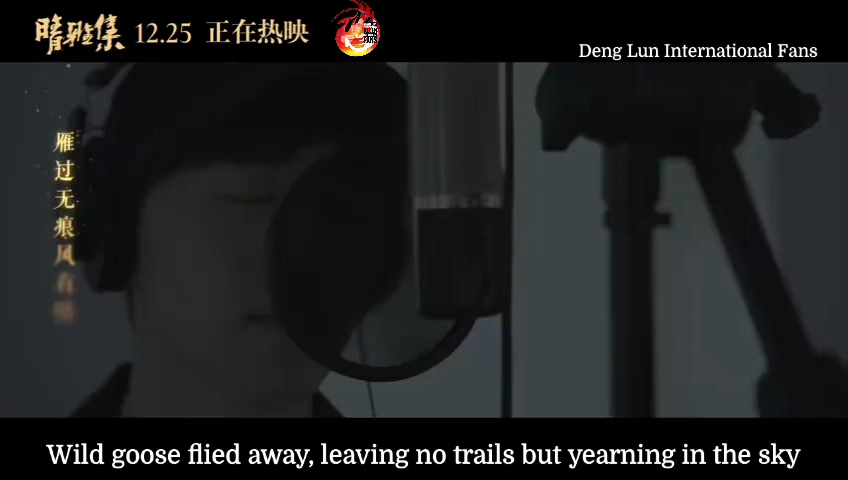 晴雅集 12.25 正在热映
Deng Lun International Fans
雁过无痕风有
Wild goose flied away, leaving no trails but yearning in the sky